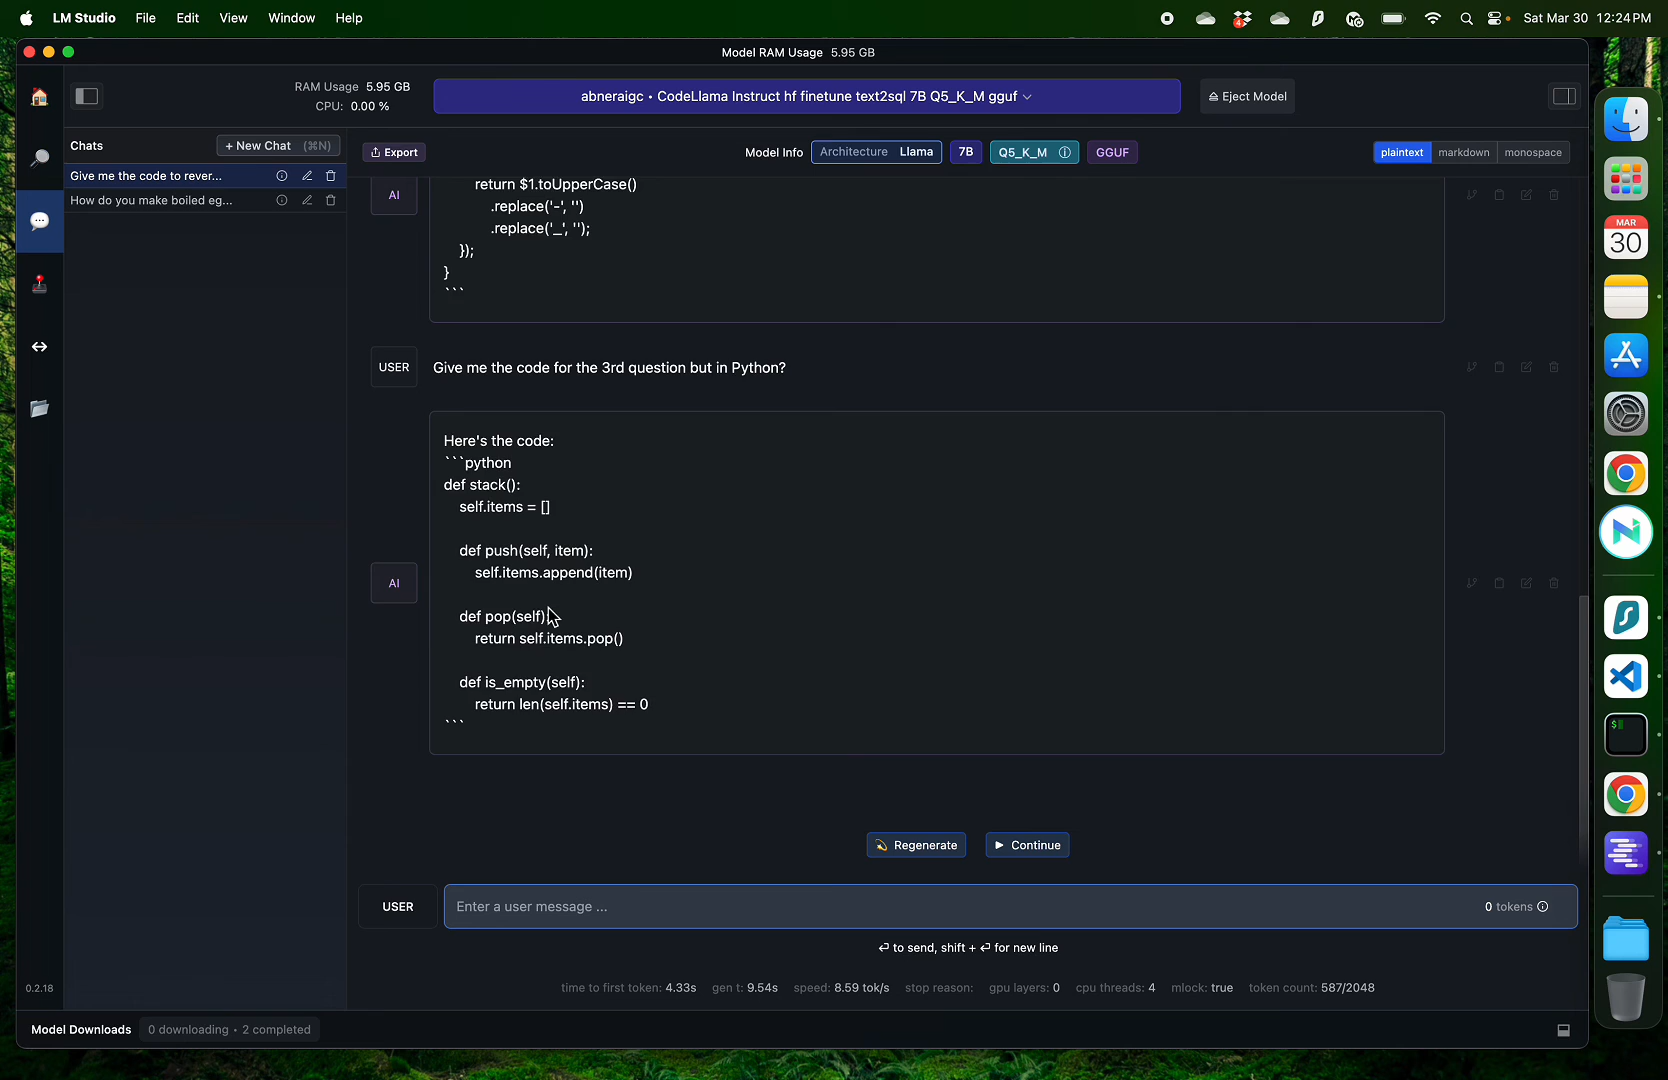 LM Studio File Edit View Window Help
4
Sat Mar 30 12:24 PM
Model RAM Usage 5.95 GB
RAM Usage 5.95 GB
CPU: 0.00 %
abneraigc • CodeLlama Instruct hf finetune text2sql 7B Q5_K_M gguf
Eject Model
Chats
+ New Chat (⌘N)
Export
Model Info Architecture Llama 7B Q5_K_M GGUF
plaintext markdown monospace
Give me the code to rever...
How do you make boiled eg...
AI
return $1.toUpperCase()
.replace('-', '')
.replace('_', '');
});
}
```
USER
Give me the code for the 3rd question but in Python?
AI
Here's the code:
```python
def stack():
self.items = []
def push(self, item):
self.items.append(item)
def pop(self)
return self.items.pop()
def is_empty(self):
return len(self.items) == 0
```
Regenerate
Continue
USER
Enter a user message ...
0 tokens
⏎ to send, shift + ⏎ for new line
time to first token: 4.33s gen t: 9.54s speed: 8.59 tok/s stop reason: gpu layers: 0 cpu threads: 4 mlock: true token count: 587/2048
0.2.18
Model Downloads 0 downloading • 2 completed
MAR
30
$